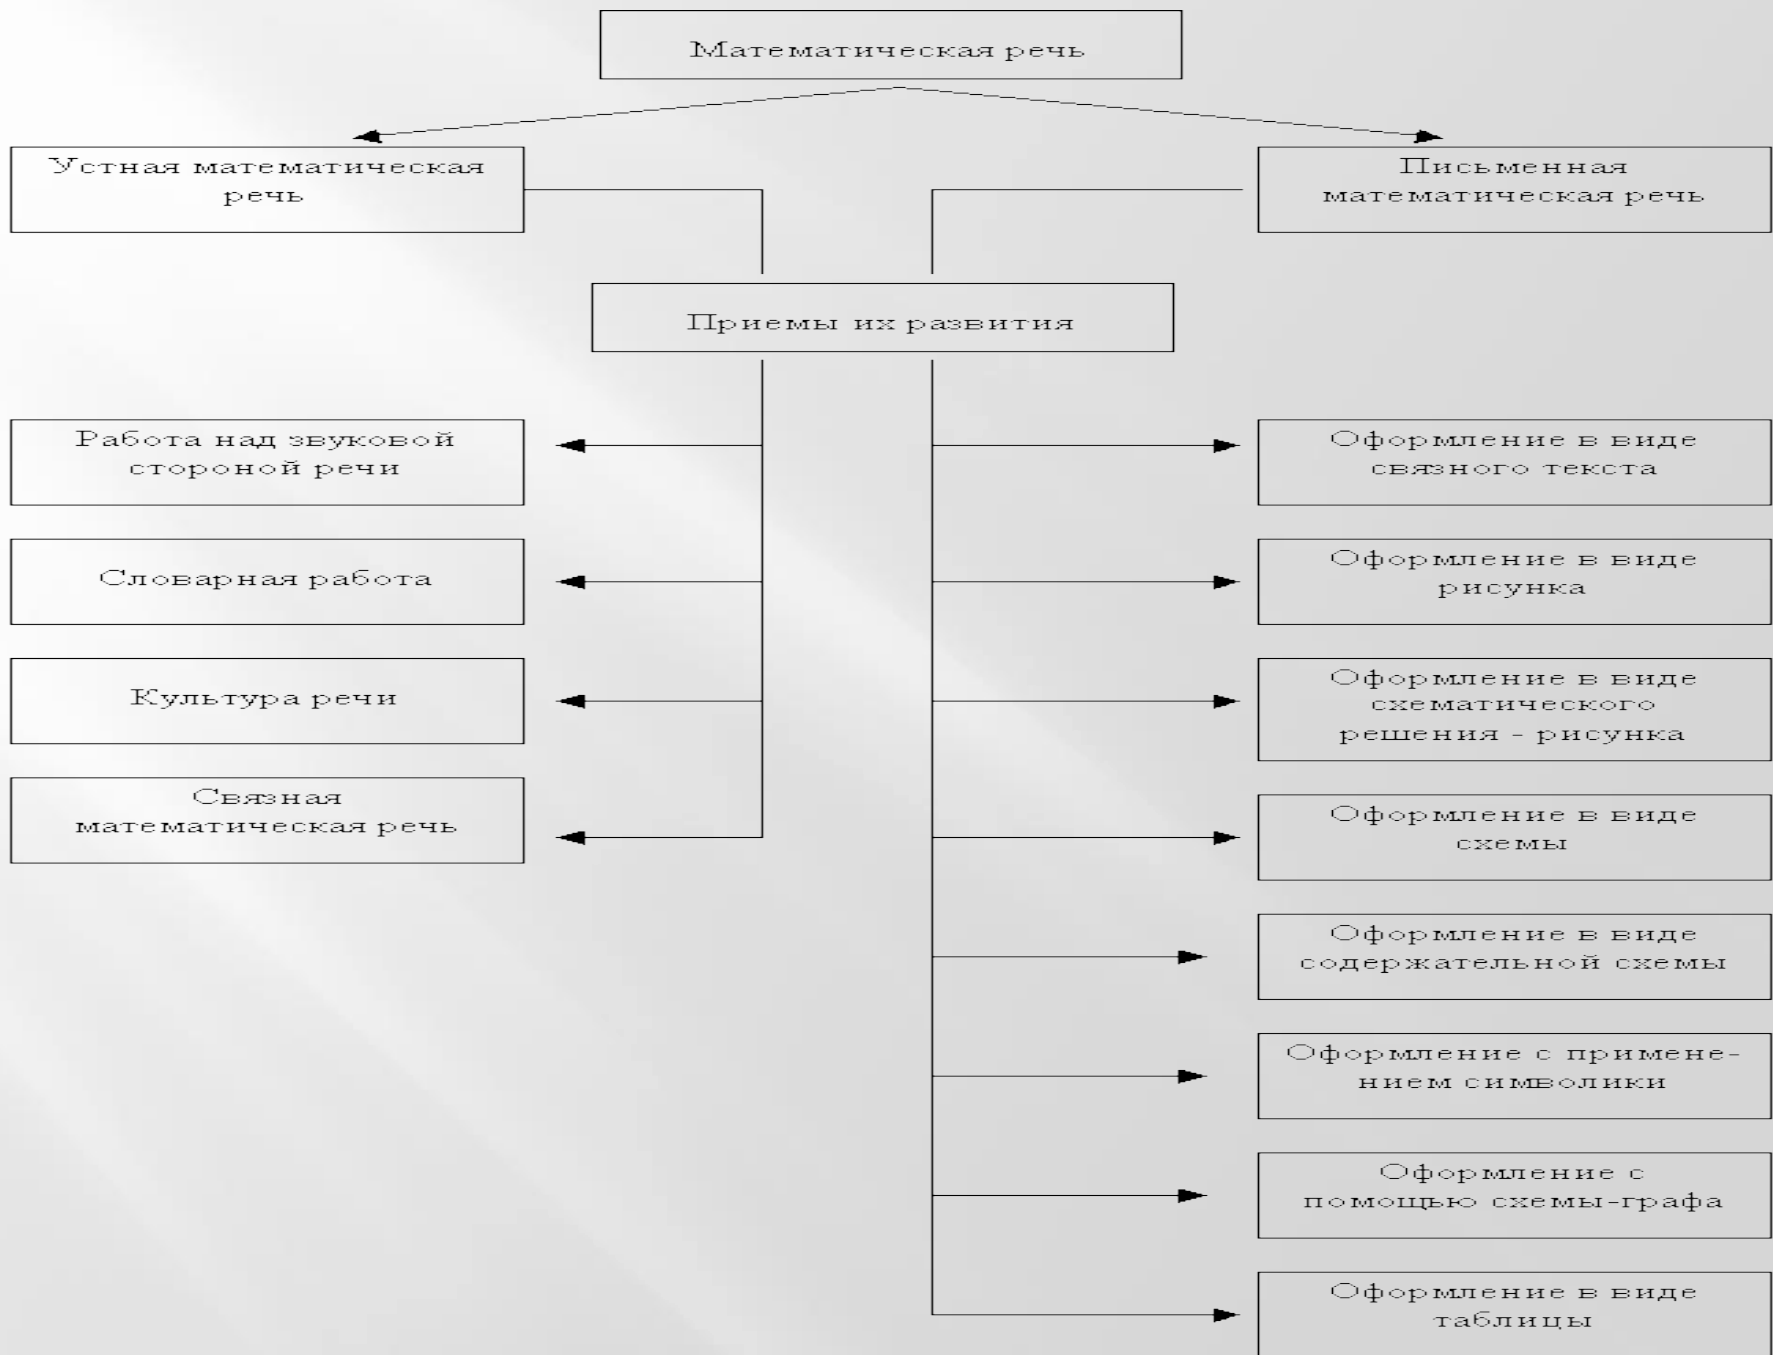 Математическая речь
Устная математическая
речь
Письменная
математическая речь
Приемы их развития
Работа над звуковой
стороной речи
Словарная работа
Культура речи
Связная
математическая речь
Оформление в виде
связного текста
Оформление в виде
рисунка
Оформление в виде
схематического
решения - рисунка
Оформление в виде
схемы
Оформление в виде
содержательной схемы
Оформление с примене-
нием символики
Оформление с
помощью схемы-графа
Оформление в виде
таблицы